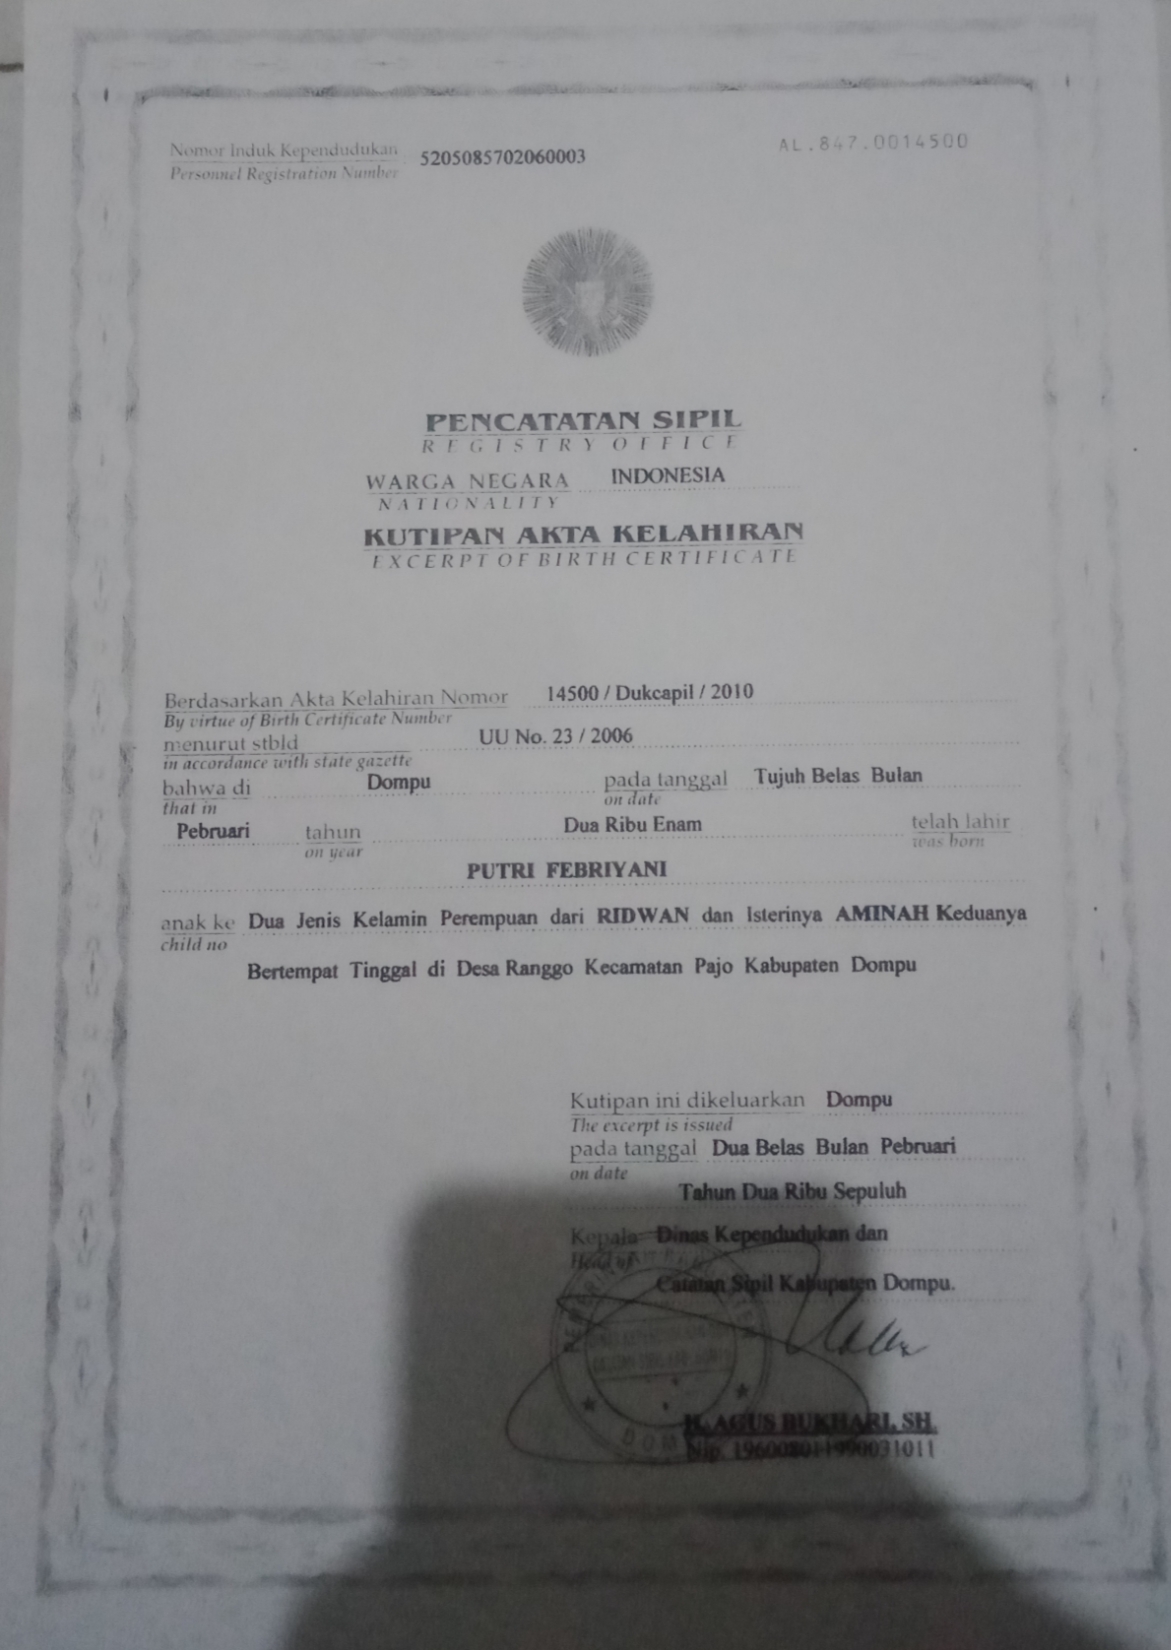 Nomor Induk Kependudukan 5205085702060003 AL.847.0014500
Personnel Registration Number
PENCATATAN SIPIL
REGISTRY OFFICE
WARGA NEGARA INDONESIA
NATIONALITY
KUTIPAN AKTA KELAHIRAN
EXCERPT OF BIRTH CERTIFICATE
Berdasarkan Akta Kelahiran Nomor 14500 / Dukcapil / 2010
By virtue of Birth Certificate Number
menurut stbld UU No. 23 / 2006
in accordance with state gazette
bahwa di Dompu pada tanggal Tujuh Belas Bulan
that in on date
Pebruari tahun Dua Ribu Enam telah lahir
on year was born
PUTRI FEBRIYANI
anak ke Dua Jenis Kelamin Perempuan dari RIDWAN dan Isterinya AMINAH Keduanya
child no
Bertempat Tinggal di Desa Ranggo Kecamatan Pajo Kabupaten Dompu
Kutipan ini dikeluarkan Dompu
The excerpt is issued
pada tanggal Dua Belas Bulan Pebruari
on date
Tahun Dua Ribu Sepuluh
Kepala Dinas Kependudukan dan
Head of
Catatan Sipil Kabupaten Dompu.
H. AGUS BUKHARI, SH.
Nip. 196008011990031011